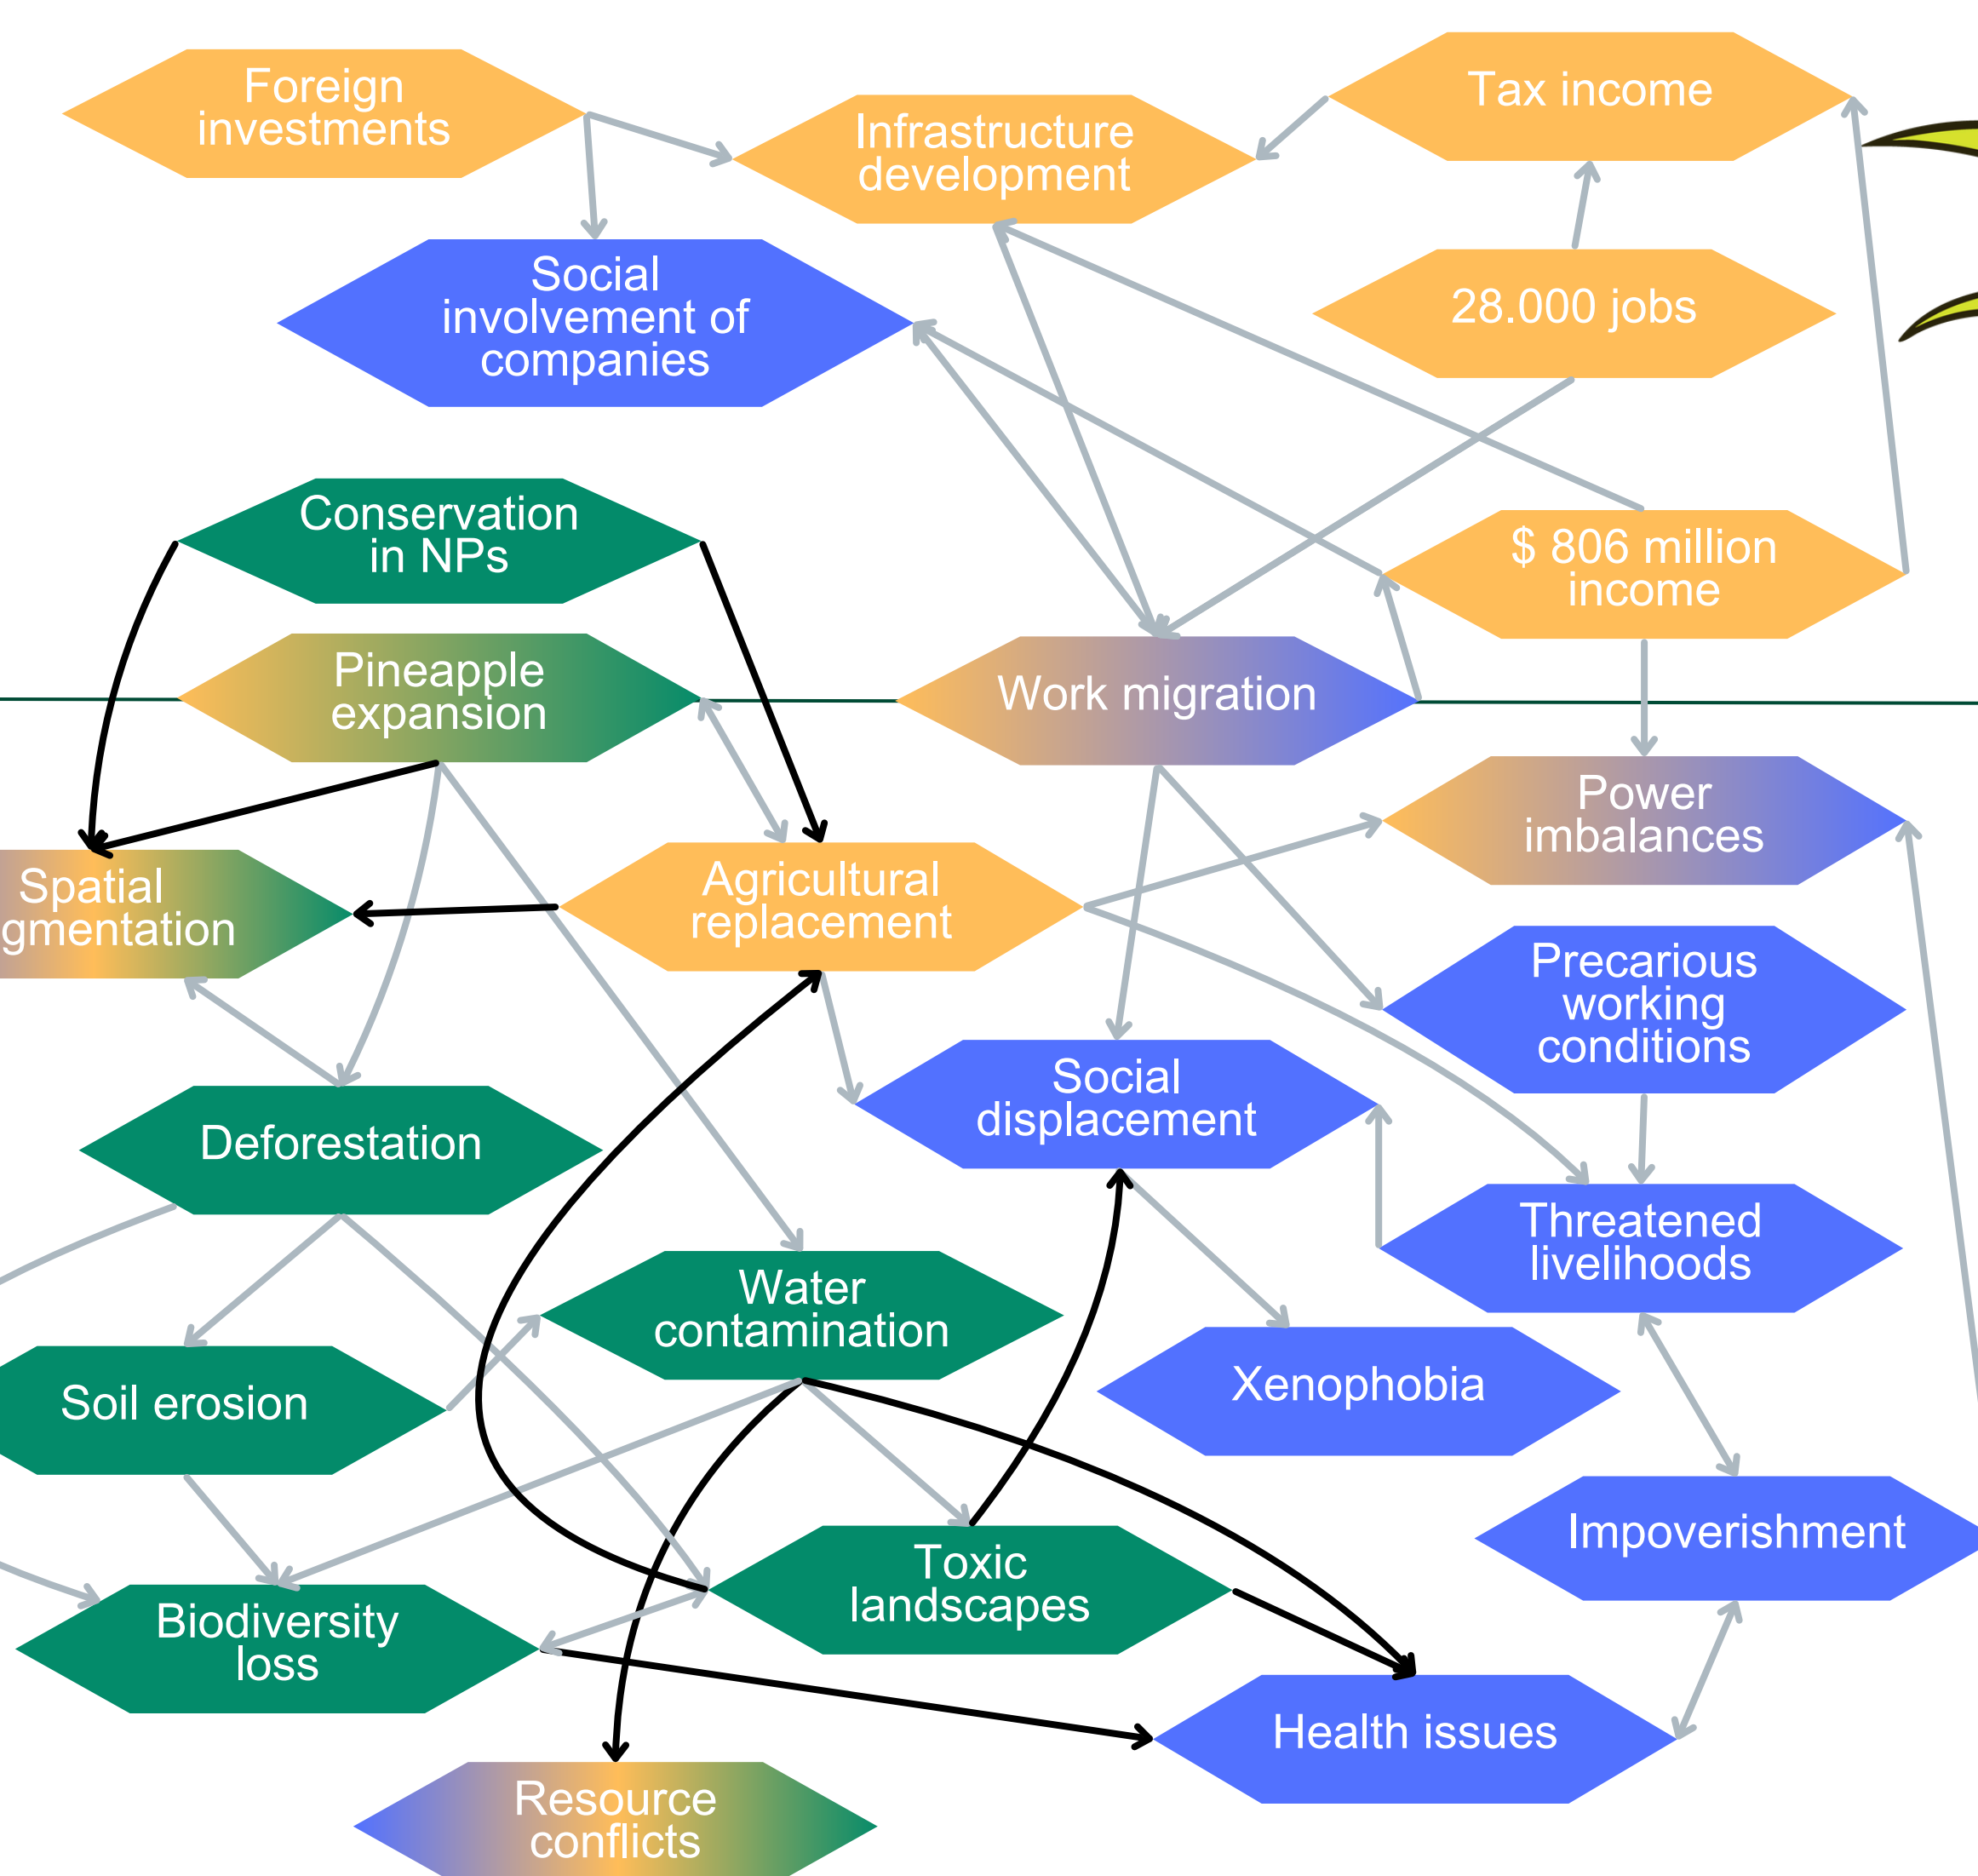 Foreign
investments
Infrastructure
development
Tax income
Social
involvement of
companies
28.000 jobs
Conservation
in NPs
$ 806 million
income
Pineapple
expansion
Work migration
Power
imbalances
Spatial
gmentation
Agricultural
replacement
Precarious
working
conditions
Social
displacement
Deforestation
Threatened
livelihoods
Water
contamination
Xenophobia
Soil erosion
Impoverishment
Toxic
landscapes
Biodiversity
loss
Health issues
Resource
conflicts